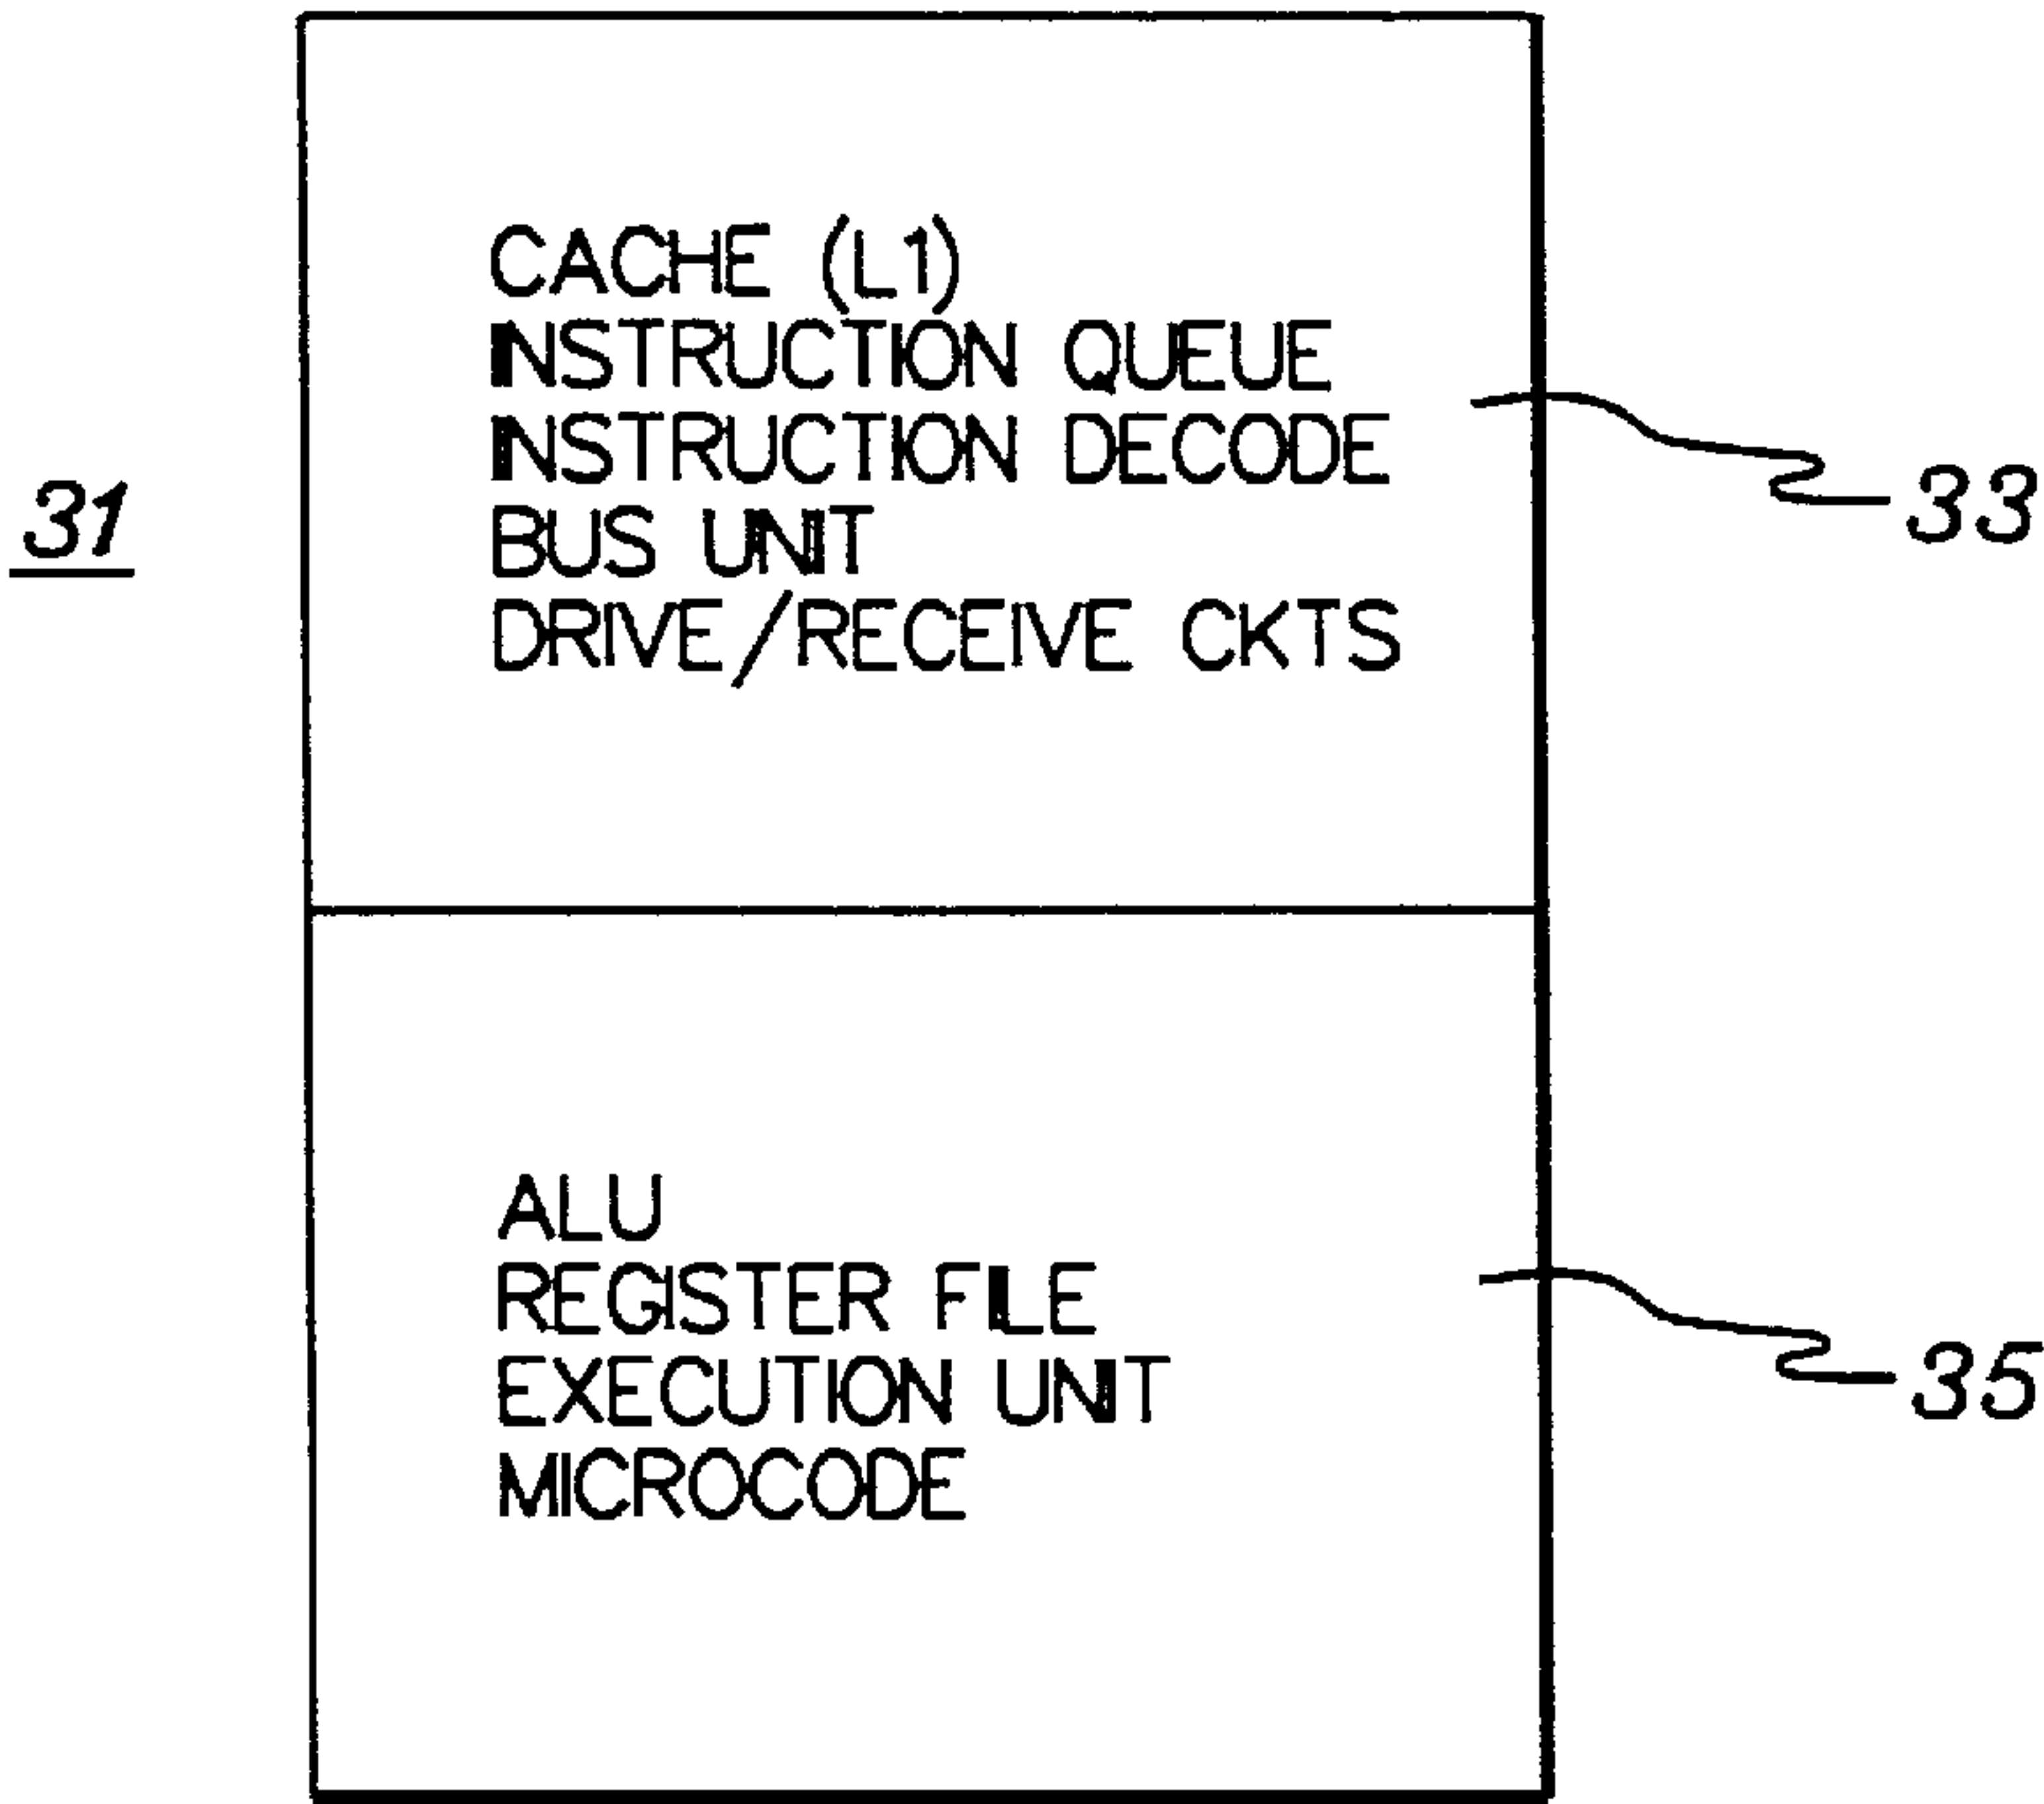 CACHE (L1)
INSTRUCTION QUEUE
INSTRUCTION DECODE
BUS UNIT
DRIVE/RECEIVE CKTS
33
31
ALU
REGISTER FILE
EXECUTION UNIT
MICROCODE
35